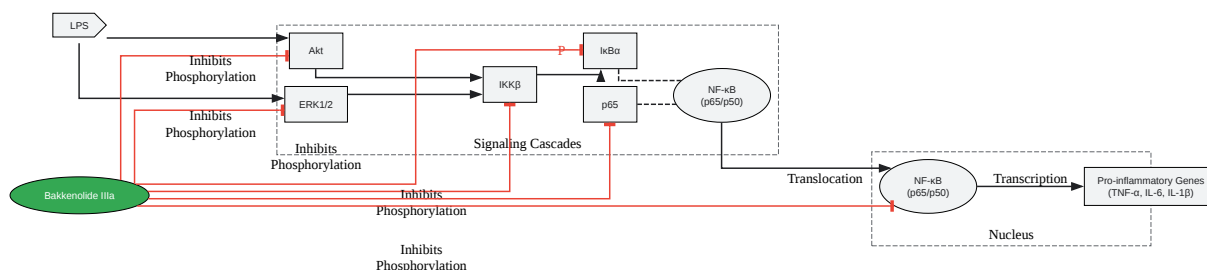 LPS
Akt
P
IκBα
Inhibits
Phosphorylation
IKKβ
NF-κB
(p65/p50)
ERK1/2
p65
Inhibits
Phosphorylation
Inhibits
Phosphorylation
Signaling Cascades
Bakkenolide IIIa
Translocation
NF-κB
(p65/p50)
Transcription
Pro-inflammatory Genes
(TNF-α, IL-6, IL-1β)
Inhibits
Phosphorylation
Nucleus
Inhibits
Phosphorylation